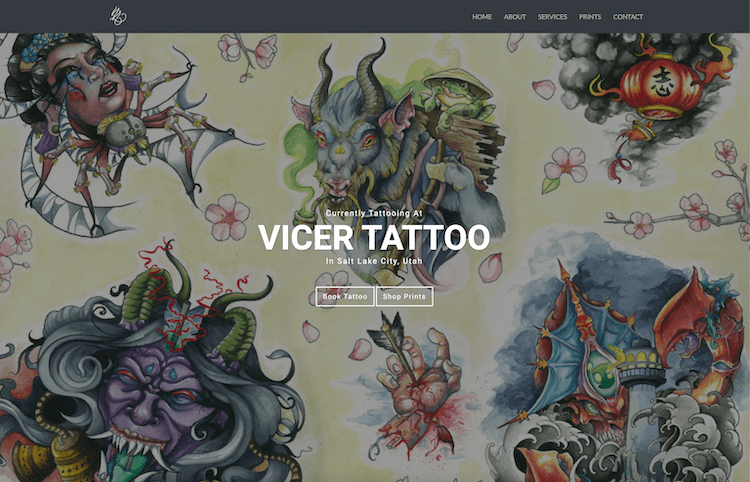 HOME ABOUT SERVICES PRINTS CONTACT
Currently Tattooing At
VICER TATTOO
In Salt Lake City, Utah
Book Tattoo Shop Prints